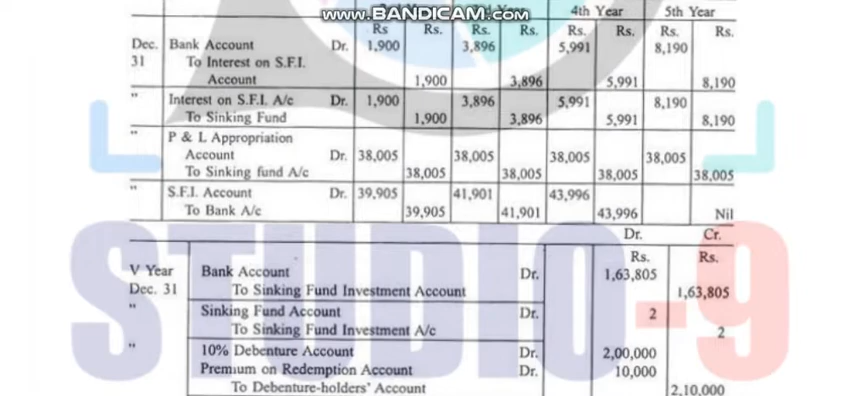 www.BANDICAM.com
4th Year 5th Year
Rs Rs. Rs. Rs. Rs. Rs. Rs. Rs.
Dec. Bank Account Dr. 1,900 3,896 5,991 8,190
31 To Interest on S.F.I.
Account 1,900 3,896 5,991 8,190
" Interest on S.F.I. A/c Dr. 1,900 3,896 5,991 8,190
To Sinking Fund 1,900 3,896 5,991 8,190
" P & L Appropriation
Account Dr. 38,005 38,005 38,005 38,005
To Sinking fund A/c 38,005 38,005 38,005 38,005
" S.F.I. Account Dr. 39,905 41,901 43,996
To Bank A/c 39,905 41,901 43,996 Nil
Dr. Cr.
Rs. Rs.
V Year Bank Account Dr. 1,63,805
Dec. 31 To Sinking Fund Investment Account 1,63,805
" Sinking Fund Account Dr. 2
To Sinking Fund Investment A/c 2
" 10% Debenture Account Dr. 2,00,000
Premium on Redemption Account Dr. 10,000
To Debenture-holders' Account 2,10,000
STUDIO-9